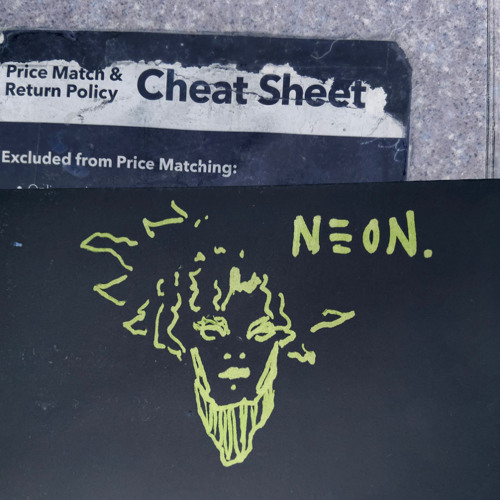 Price Match &
Return Policy
Cheat Sheet
Excluded from Price Matching:
NEON.